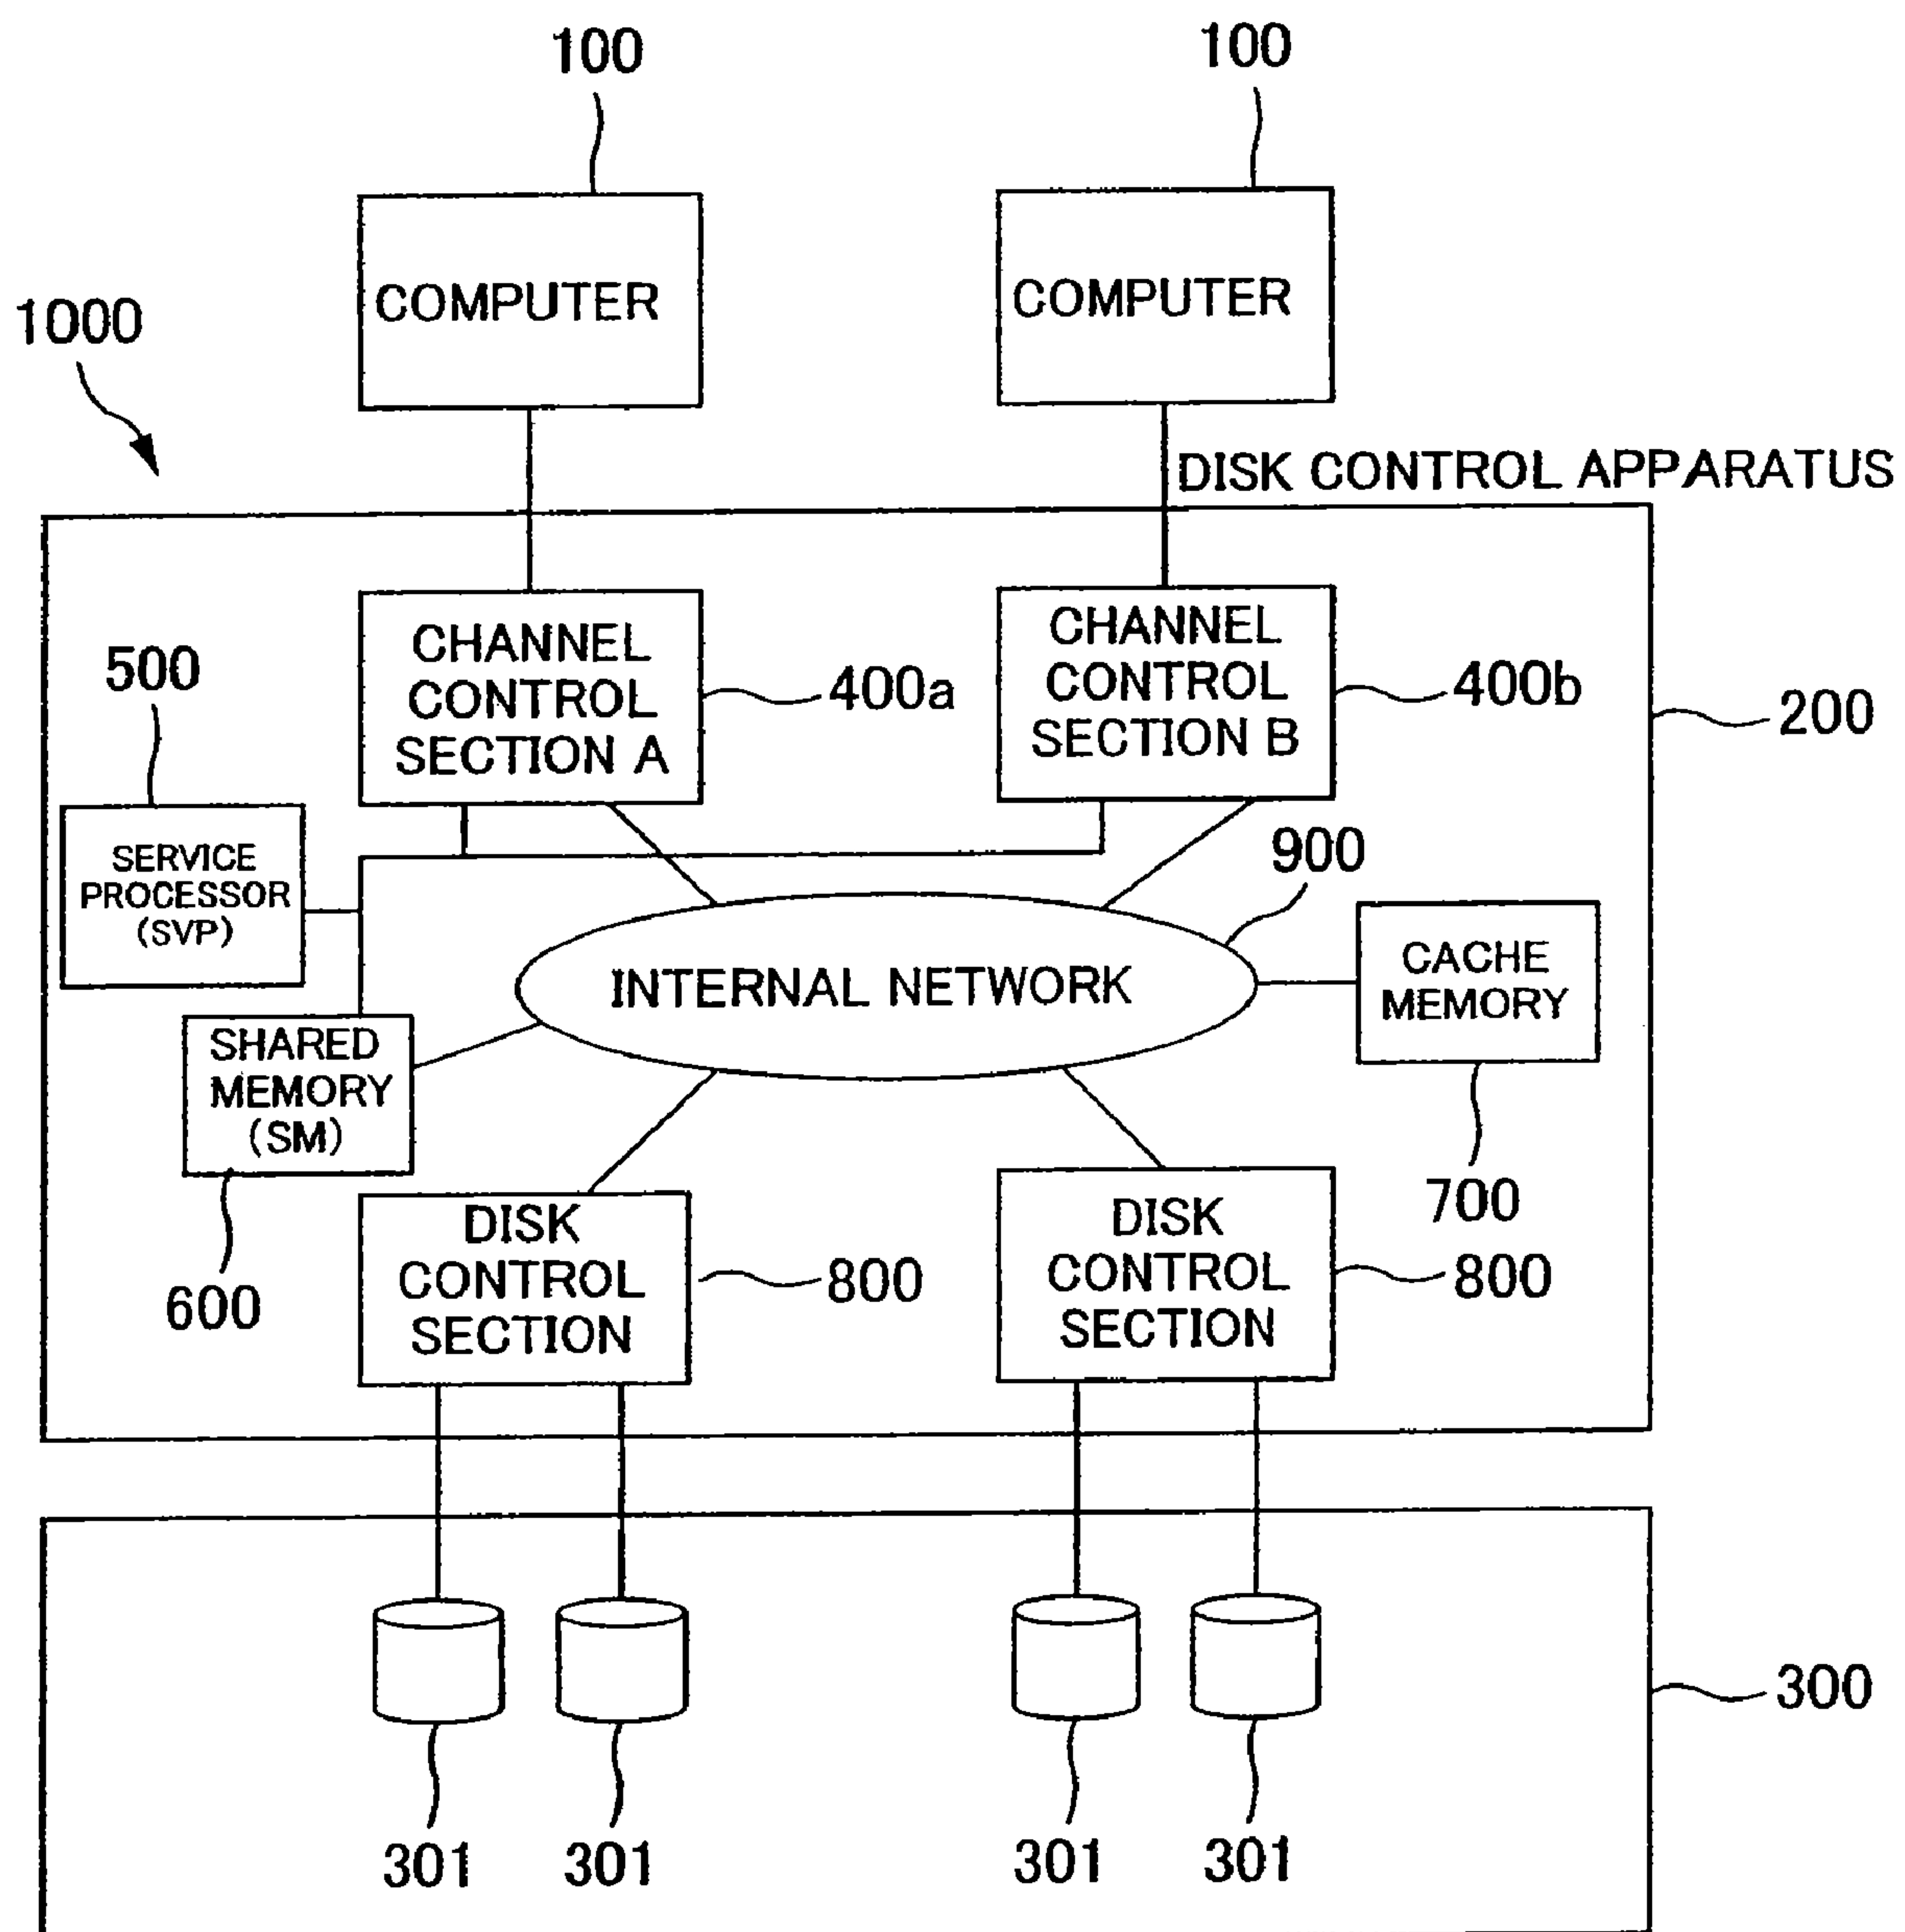 100
100
COMPUTER
COMPUTER
1000
DISK CONTROL APPARATUS
CHANNEL
CONTROL
SECTION A
400a
CHANNEL
CONTROL
SECTION B
400b
200
500
SERVICE
PROCESSOR
(SVP)
900
INTERNAL NETWORK
CACHE
MEMORY
700
SHARED
MEMORY
(SM)
600
DISK
CONTROL
SECTION
800
DISK
CONTROL
SECTION
800
300
301
301
301
301